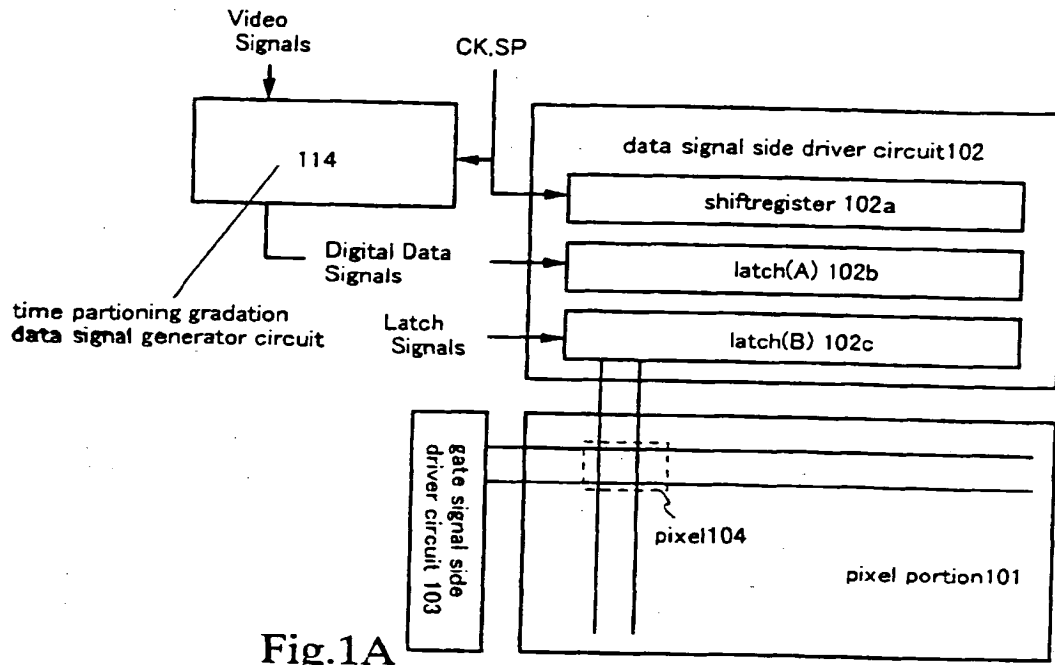 Video
Signals
CK.SP
114
data signal side driver circuit102
shiftregister 102a
Digital Data
Signals
latch(A) 102b
time partioning gradation
data signal generator circuit
Latch
Signals
latch(B) 102c
gate signal side
driver circuit 103
pixel104
pixel portion101
Fig.1A